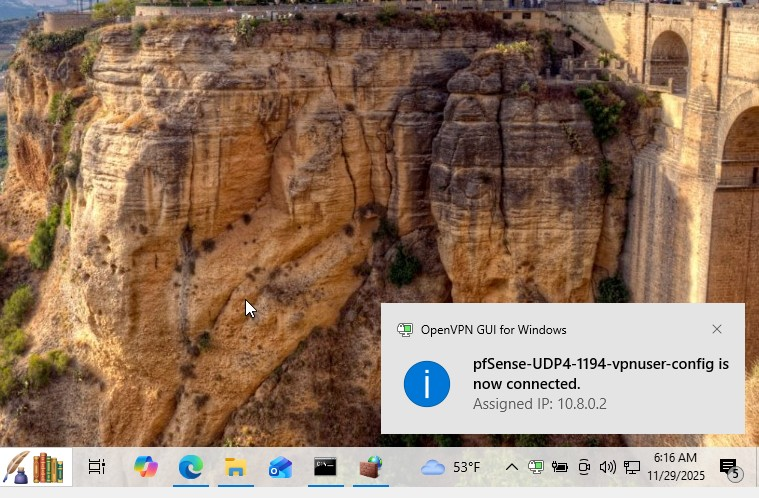 OpenVPN GUI for Windows
pfSense-UDP4-1194-vpnuser-config is
now connected.
Assigned IP: 10.8.0.2
53°F
6:16 AM
11/29/2025
5